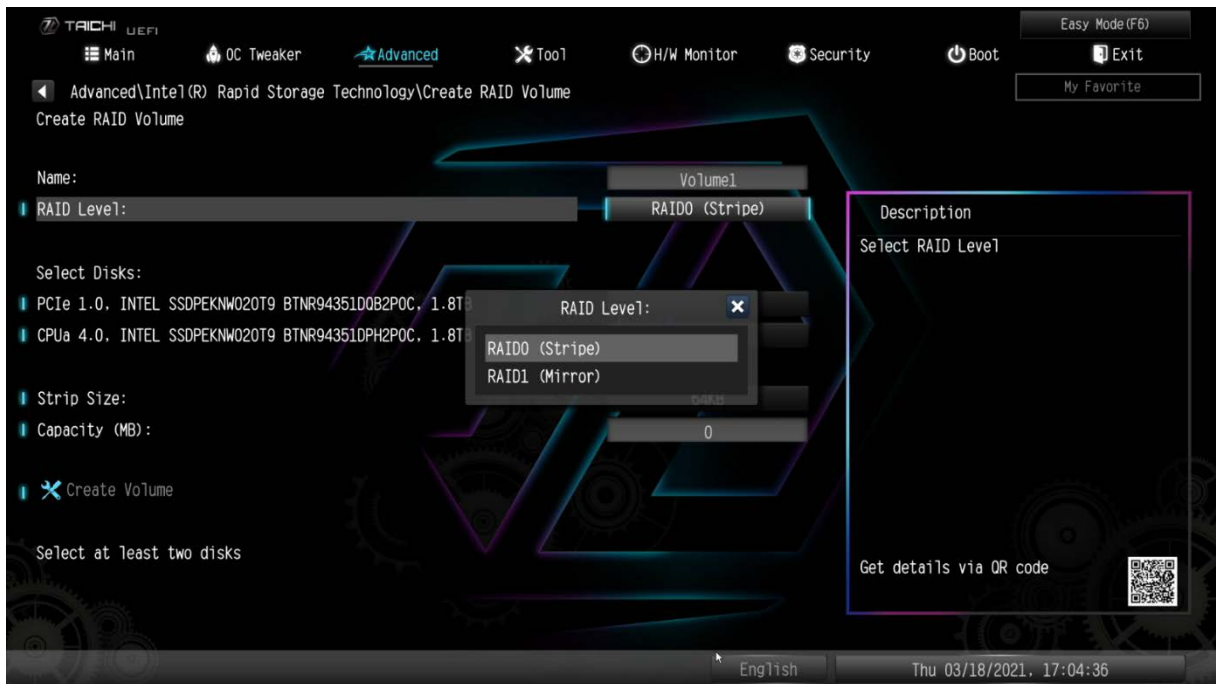 TAICHI UEFI
Easy Mode(F6)
Main OC Tweaker Advanced Tool H/W Monitor Security Boot Exit
Advanced\Intel(R) Rapid Storage Technology\Create RAID Volume
My Favorite
Create RAID Volume
Name: Volume1
RAID Level: RAID0 (Stripe)
Description
Select RAID Level
Select Disks:
PCIe 1.0, INTEL SSDPEKNW020T9 BTNR94351D0B2P0C, 1.8TB
CPUa 4.0, INTEL SSDPEKNW020T9 BTNR94351DPH2P0C, 1.8TB
RAID Level:
RAID0 (Stripe)
RAID1 (Mirror)
Strip Size: 64KB
Capacity (MB): 0
Create Volume
Select at least two disks
Get details via QR code
English Thu 03/18/2021, 17:04:36